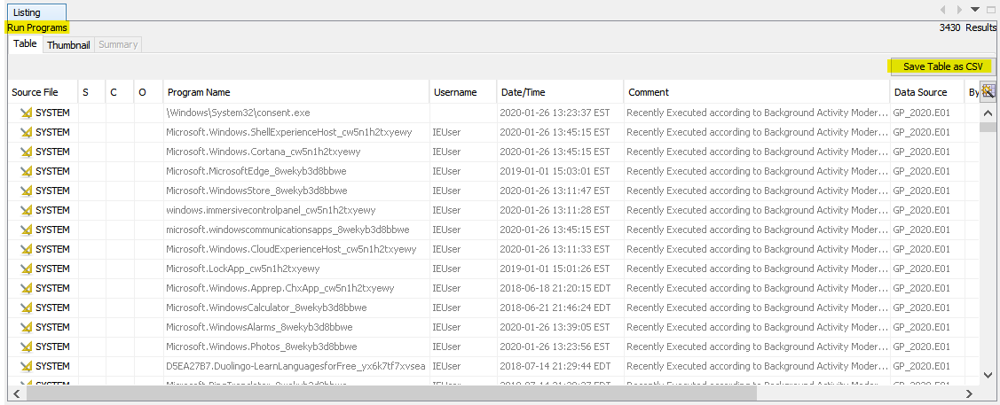 Listing
Run Programs 3430 Results
Table Thumbnail Summary
Save Table as CSV
Source File S C O Program Name Username Date/Time Comment Data Source By
SYSTEM \Windows\System32\consent.exe 2020-01-26 13:23:37 EST Recently Executed according to Background Activity Moder... GP_2020.E01
SYSTEM Microsoft.Windows.ShellExperienceHost_cw5n1h2txyewy IEUser 2020-01-26 13:45:15 EST Recently Executed according to Background Activity Moder... GP_2020.E01
SYSTEM Microsoft.Windows.Cortana_cw5n1h2txyewy IEUser 2020-01-26 13:45:15 EST Recently Executed according to Background Activity Moder... GP_2020.E01
SYSTEM Microsoft.MicrosoftEdge_8wekyb3d8bbwe IEUser 2019-01-01 15:03:01 EST Recently Executed according to Background Activity Moder... GP_2020.E01
SYSTEM Microsoft.WindowsStore_8wekyb3d8bbwe IEUser 2020-01-26 13:11:47 EST Recently Executed according to Background Activity Moder... GP_2020.E01
SYSTEM windows.immersivecontrolpanel_cw5n1h2txyewy IEUser 2020-01-26 13:11:28 EST Recently Executed according to Background Activity Moder... GP_2020.E01
SYSTEM microsoft.windowscommunicationsapps_8wekyb3d8bbwe IEUser 2020-01-26 13:45:15 EST Recently Executed according to Background Activity Moder... GP_2020.E01
SYSTEM Microsoft.Windows.CloudExperienceHost_cw5n1h2txyewy IEUser 2020-01-26 13:11:33 EST Recently Executed according to Background Activity Moder... GP_2020.E01
SYSTEM Microsoft.LockApp_cw5n1h2txyewy IEUser 2019-01-01 15:01:26 EST Recently Executed according to Background Activity Moder... GP_2020.E01
SYSTEM Microsoft.Windows.Apprep.ChxApp_cw5n1h2txyewy IEUser 2018-06-18 21:20:15 EDT Recently Executed according to Background Activity Moder... GP_2020.E01
SYSTEM Microsoft.WindowsCalculator_8wekyb3d8bbwe IEUser 2018-06-21 21:46:24 EDT Recently Executed according to Background Activity Moder... GP_2020.E01
SYSTEM Microsoft.WindowsAlarms_8wekyb3d8bbwe IEUser 2020-01-26 13:39:05 EST Recently Executed according to Background Activity Moder... GP_2020.E01
SYSTEM Microsoft.Windows.Photos_8wekyb3d8bbwe IEUser 2020-01-26 13:23:56 EST Recently Executed according to Background Activity Moder... GP_2020.E01
SYSTEM D5EA27B7.Duolingo-LearnLanguagesforFree_yx6k7tf7xvsea IEUser 2018-07-14 21:29:44 EDT Recently Executed according to Background Activity Moder... GP_2020.E01